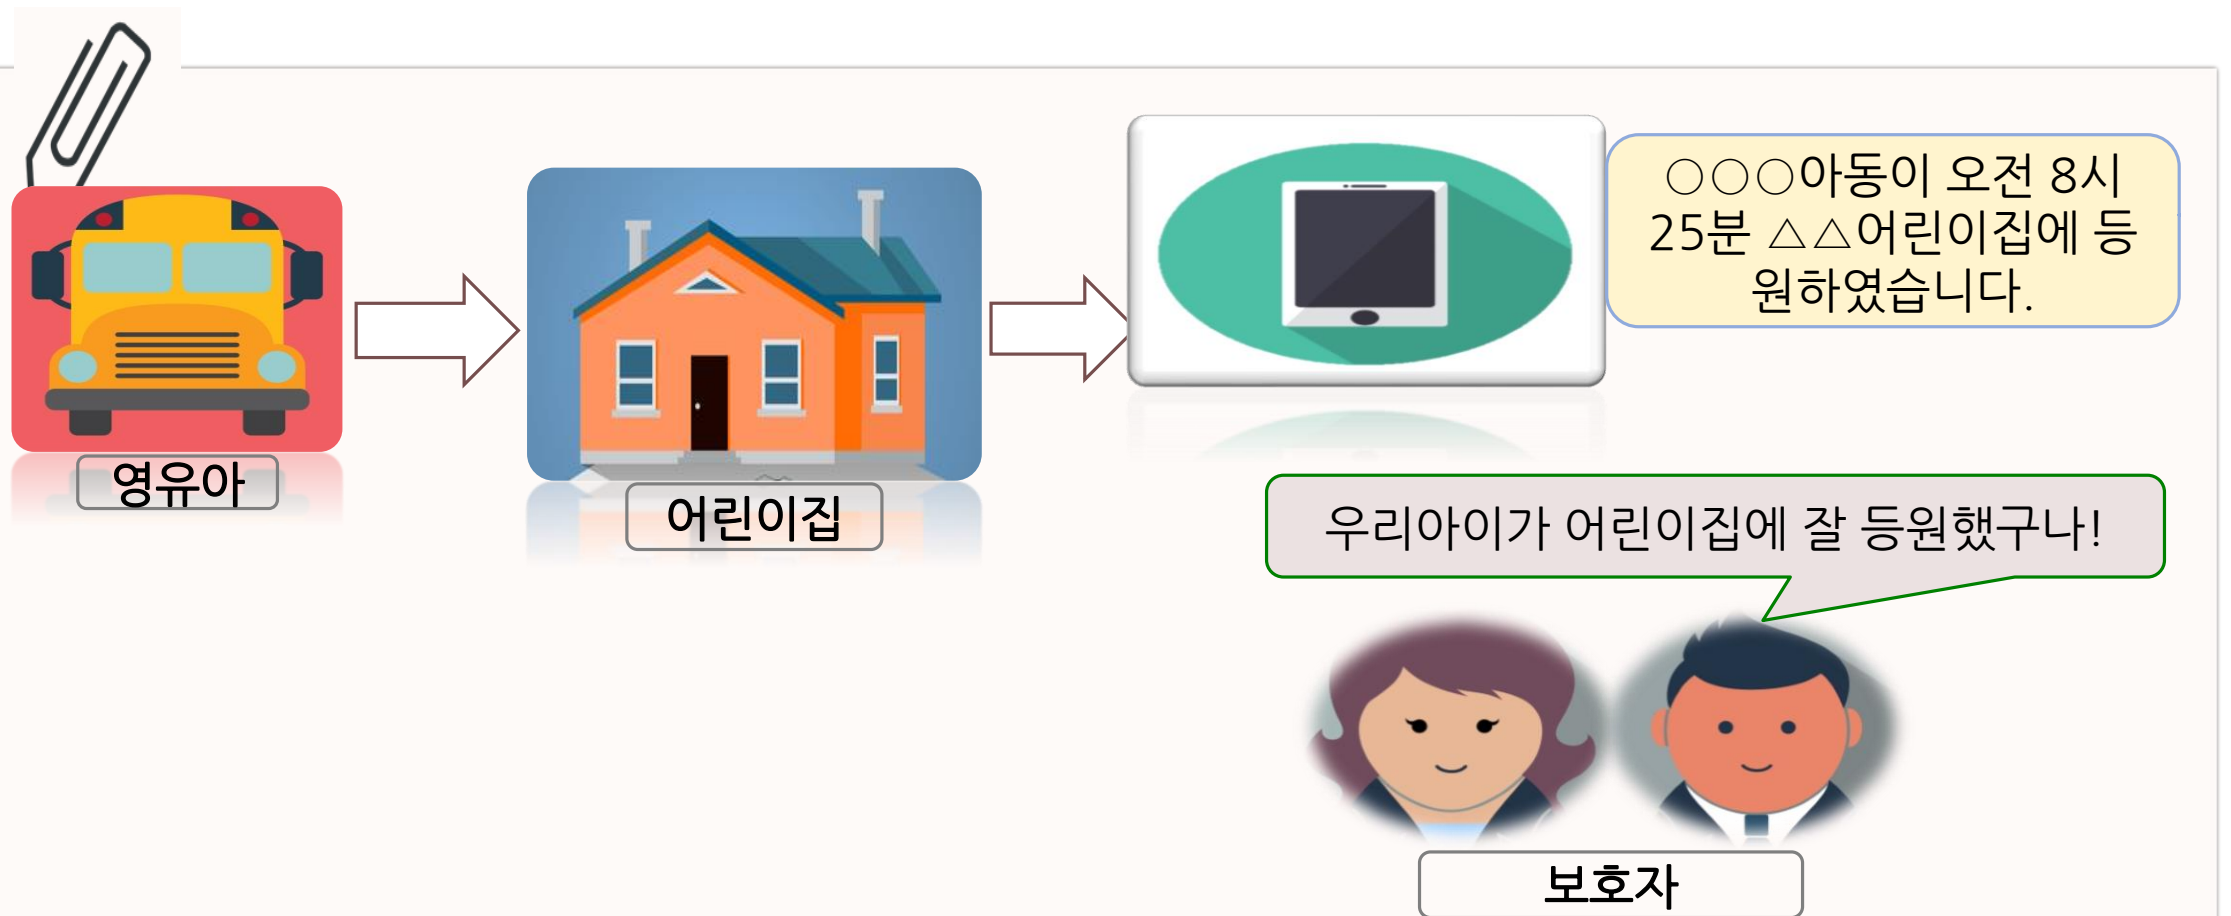 ○○○아동이 오전 8시
25분 △△어린이집에 등
원하였습니다.
영유아
어린이집
우리아이가 어린이집에 잘 등원했구나!
보호자